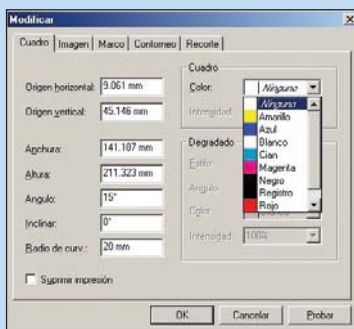 Modificar
Cuadro Imagen Marco Contorneo Recorte
Origen horizontal: 9.061 mm
Origen vertical: 45.146 mm
Anchura: 141.187 mm
Altura: 211.323 mm
Angulo: 15°
Inclinar: 0°
Radio de curv.: 20 mm
Suprimir impresión
Cuadro
Color: Ninguno
Intensidad:
Ninguno
Amarillo
Azul
Blanco
Cian
Magenta
Negro
Registro
Rojo
Degradado
Estilo:
Angulo:
Color: Blanco
Intensidad: 100%
OK Cancelar Probar